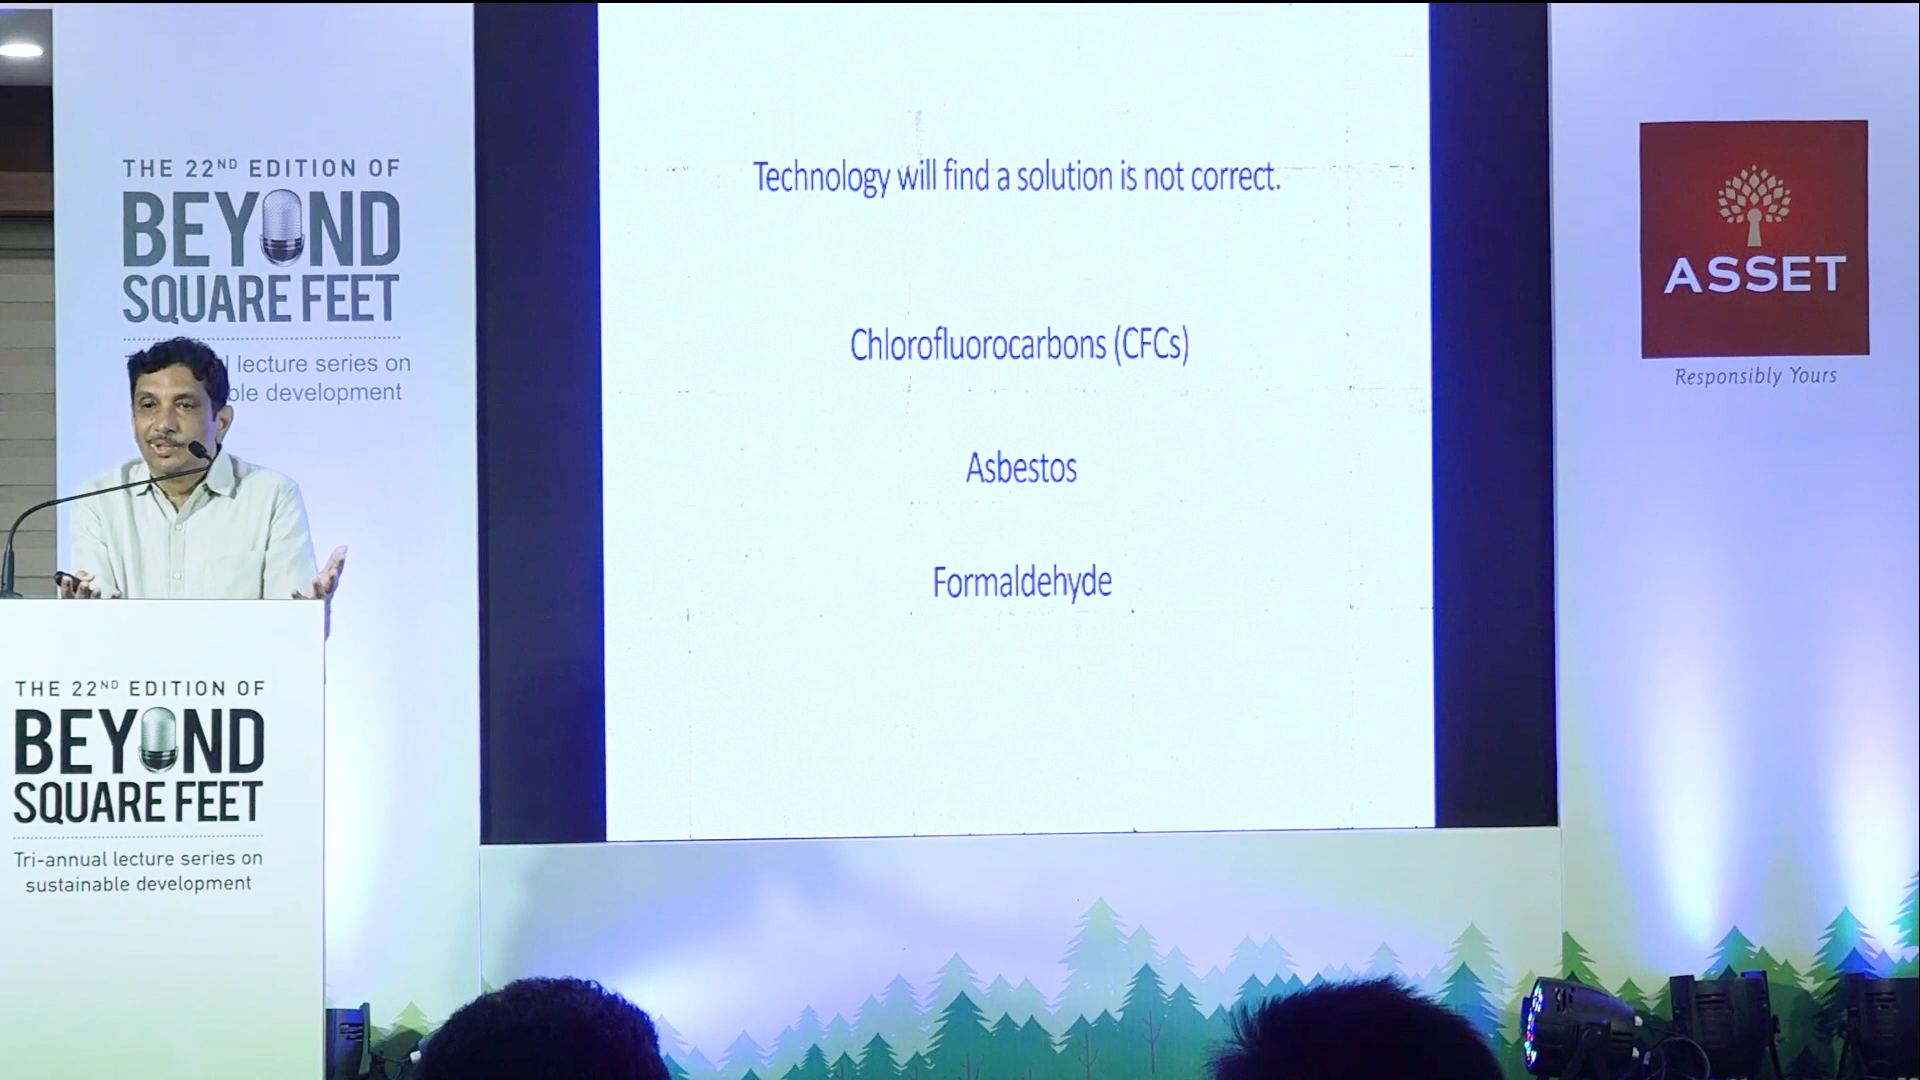 THE 22ND EDITION OF
BEYOND
SQUARE FEET
lecture series on
development
Technology will find a solution is not correct.
Chlorofluorocarbons (CFCs)
Asbestos
Formaldehyde
ASSET
Responsibly Yours
THE 22ND EDITION OF
BEYOND
SQUARE FEET
Tri-annual lecture series on
sustainable development